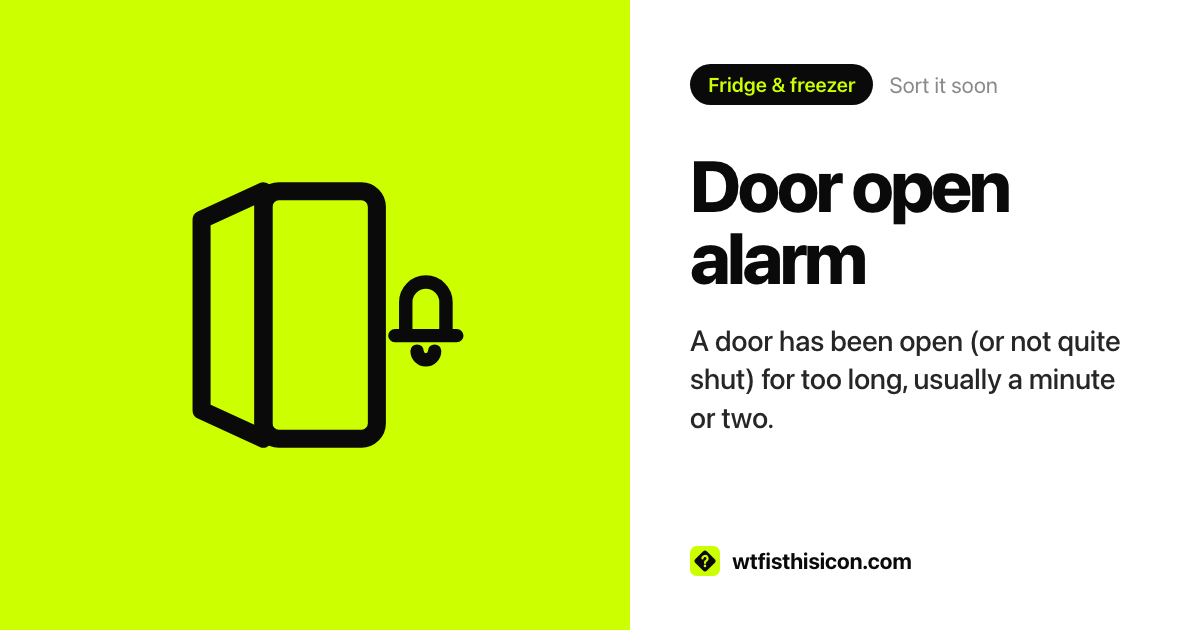 Fridge & freezer
Sort it soon
Door open
alarm
A door has been open (or not quite
shut) for too long, usually a minute
or two.
?
wtfisthisicon.com